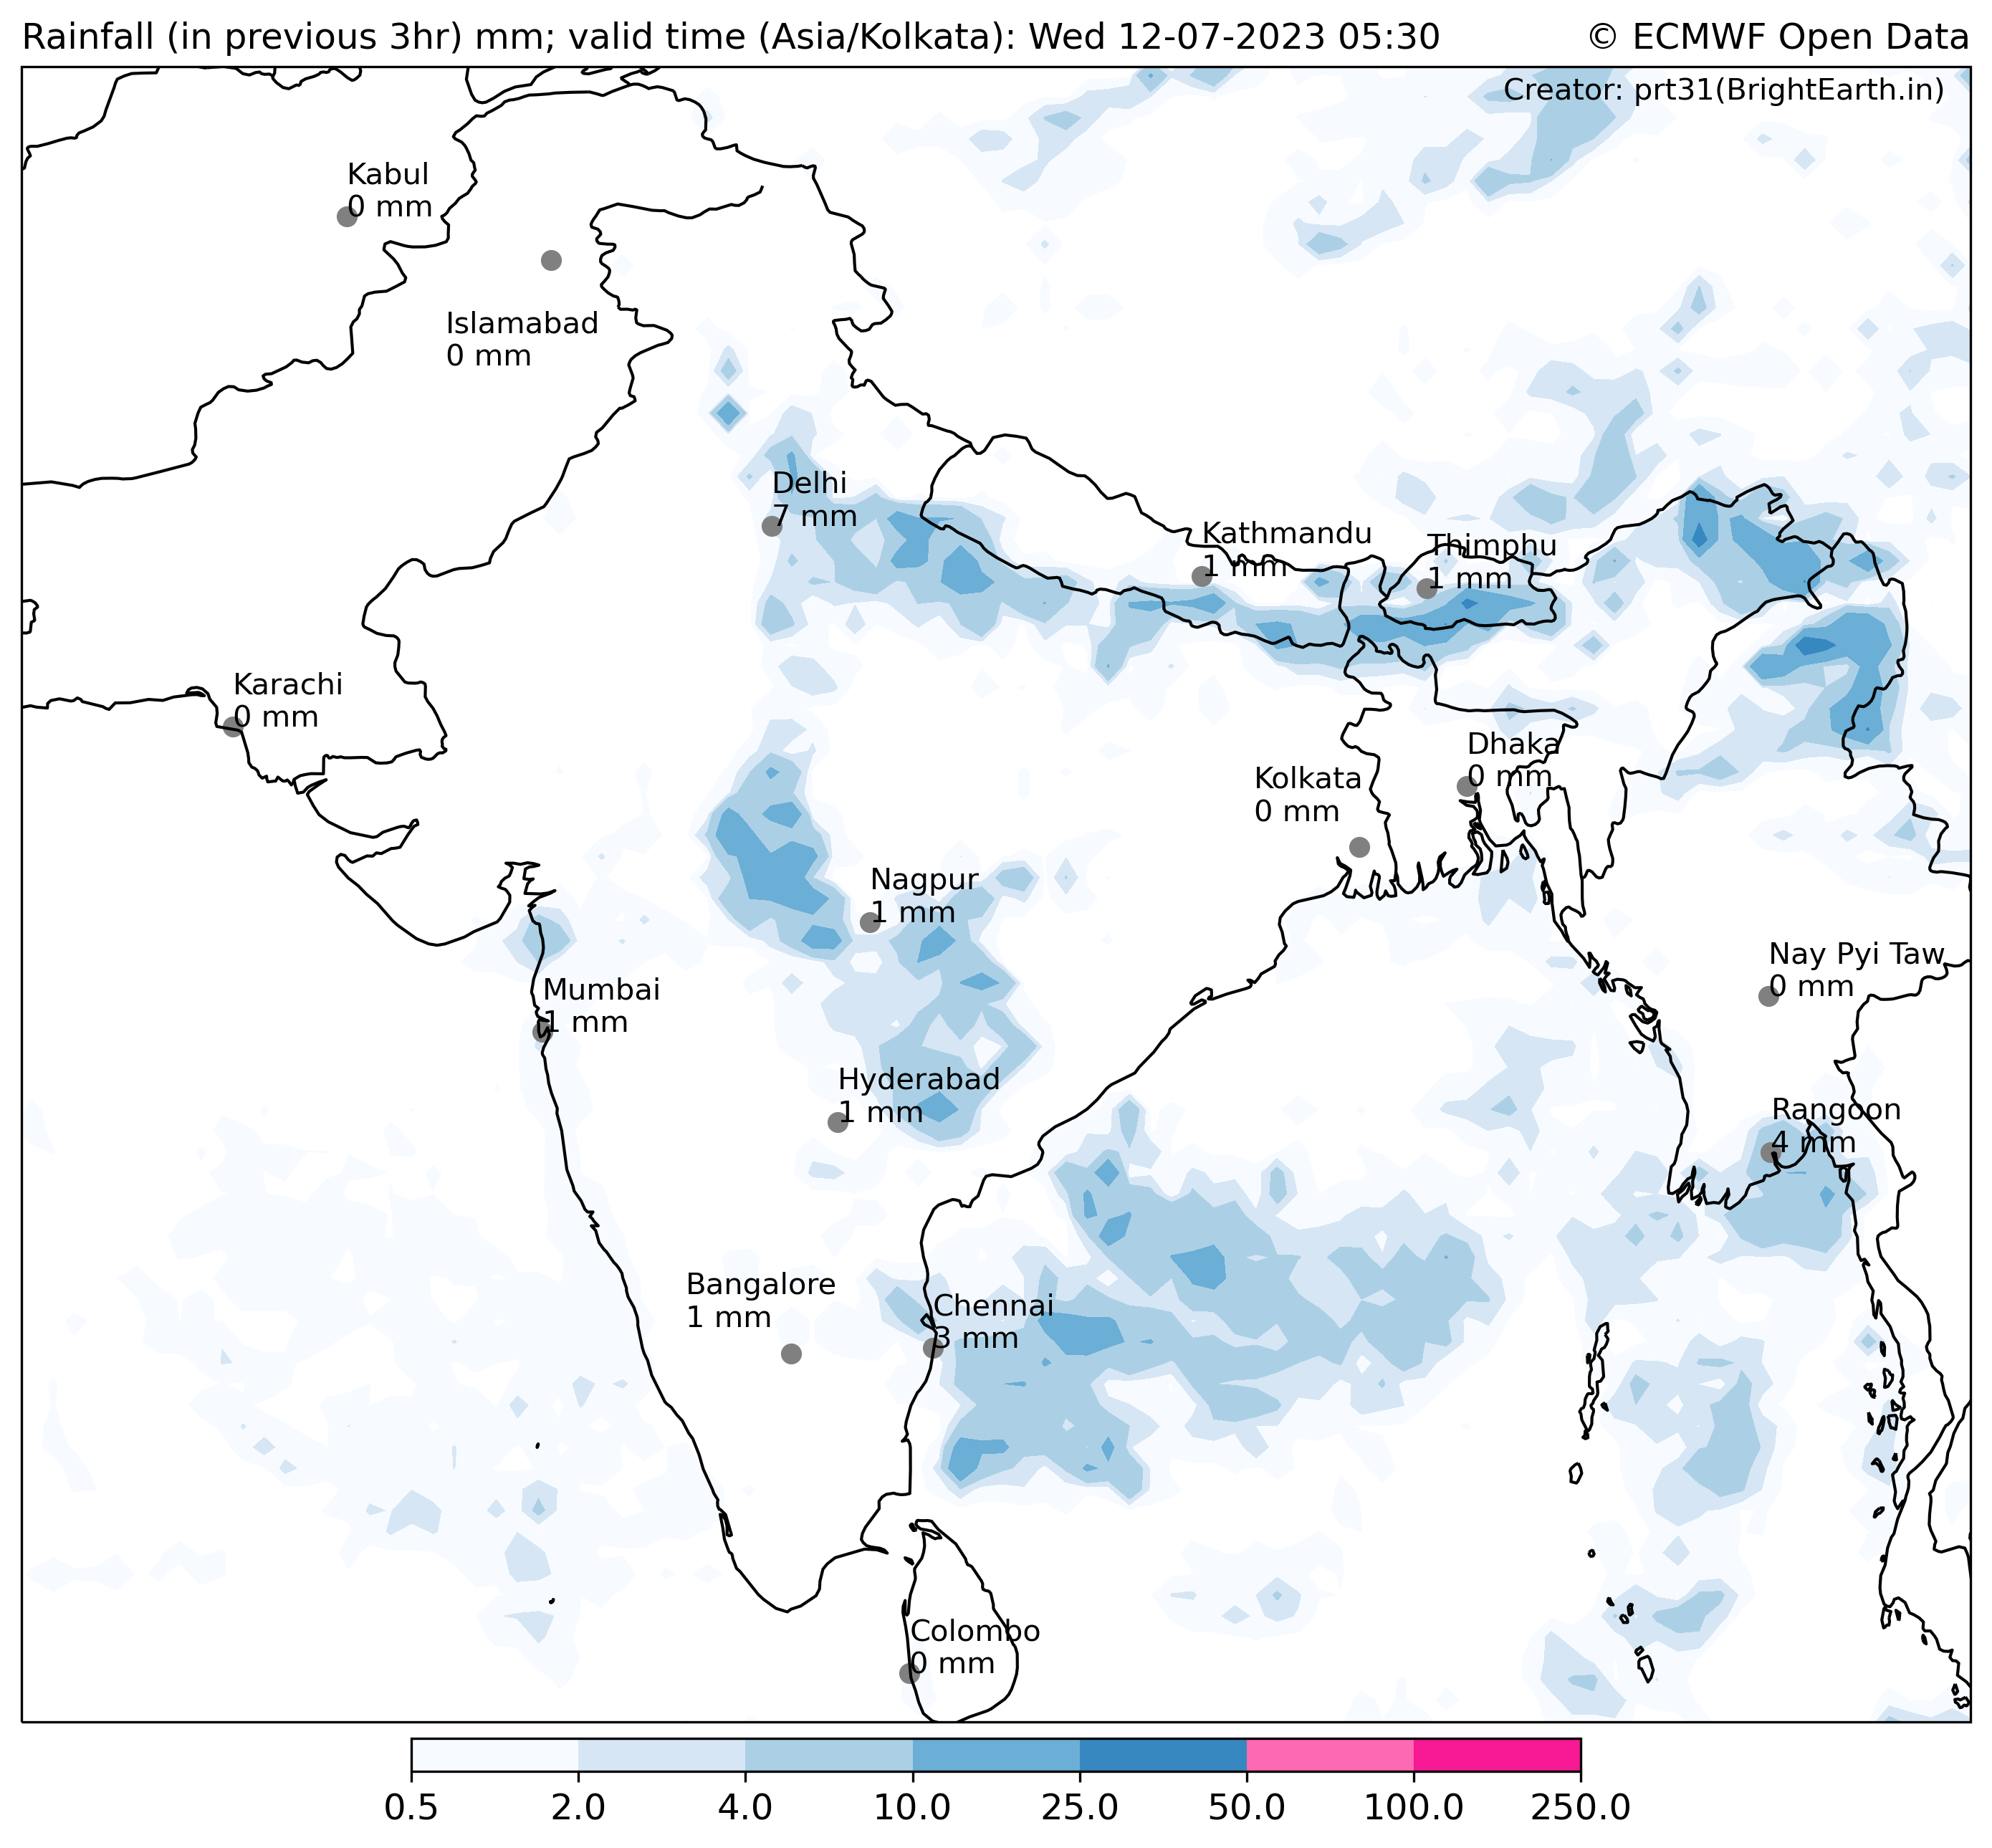 Rainfall (in previous 3hr) mm; valid time (Asia/Kolkata): Wed 12-07-2023 05:30
© ECMWF Open Data
Creator: prt31(BrightEarth.in)
Kabul
0 mm
Islamabad
0 mm
Delhi
7 mm
Kathmandu
1 mm
Thimphu
1 mm
Karachi
0 mm
Dhaka
0 mm
Kolkata
0 mm
Nagpur
1 mm
Nay Pyi Taw
0 mm
Mumbai
1 mm
Hyderabad
1 mm
Rangoon
4 mm
Bangalore
1 mm
Chennai
3 mm
Colombo
0 mm
0.5 2.0 4.0 10.0 25.0 50.0 100.0 250.0